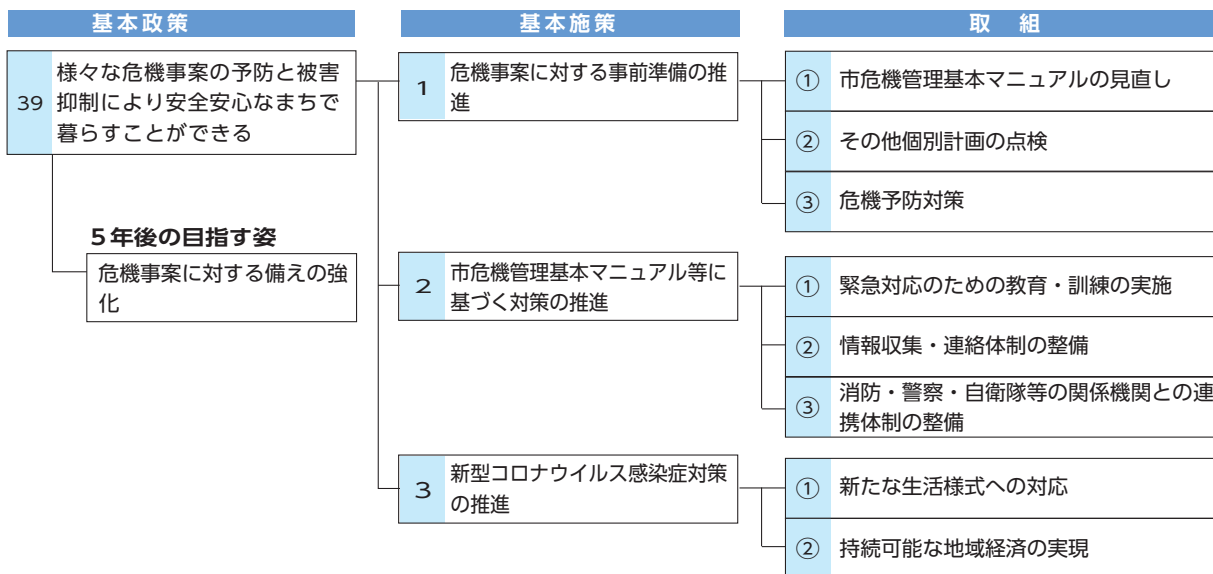 基本政策
基本施策
取　組
39
様々な危機事案の予防と被害
抑制により安全安心なまちで
暮らすことができる
5年後の目指す姿
危機事案に対する備えの強
化
1
危機事案に対する事前準備の推
進
① 市危機管理基本マニュアルの見直し
② その他個別計画の点検
③ 危機予防対策
2
市危機管理基本マニュアル等に
基づく対策の推進
① 緊急対応のための教育・訓練の実施
② 情報収集・連絡体制の整備
③ 消防・警察・自衛隊等の関係機関との連
携体制の整備
3
新型コロナウイルス感染症対策
の推進
① 新たな生活様式への対応
② 持続可能な地域経済の実現